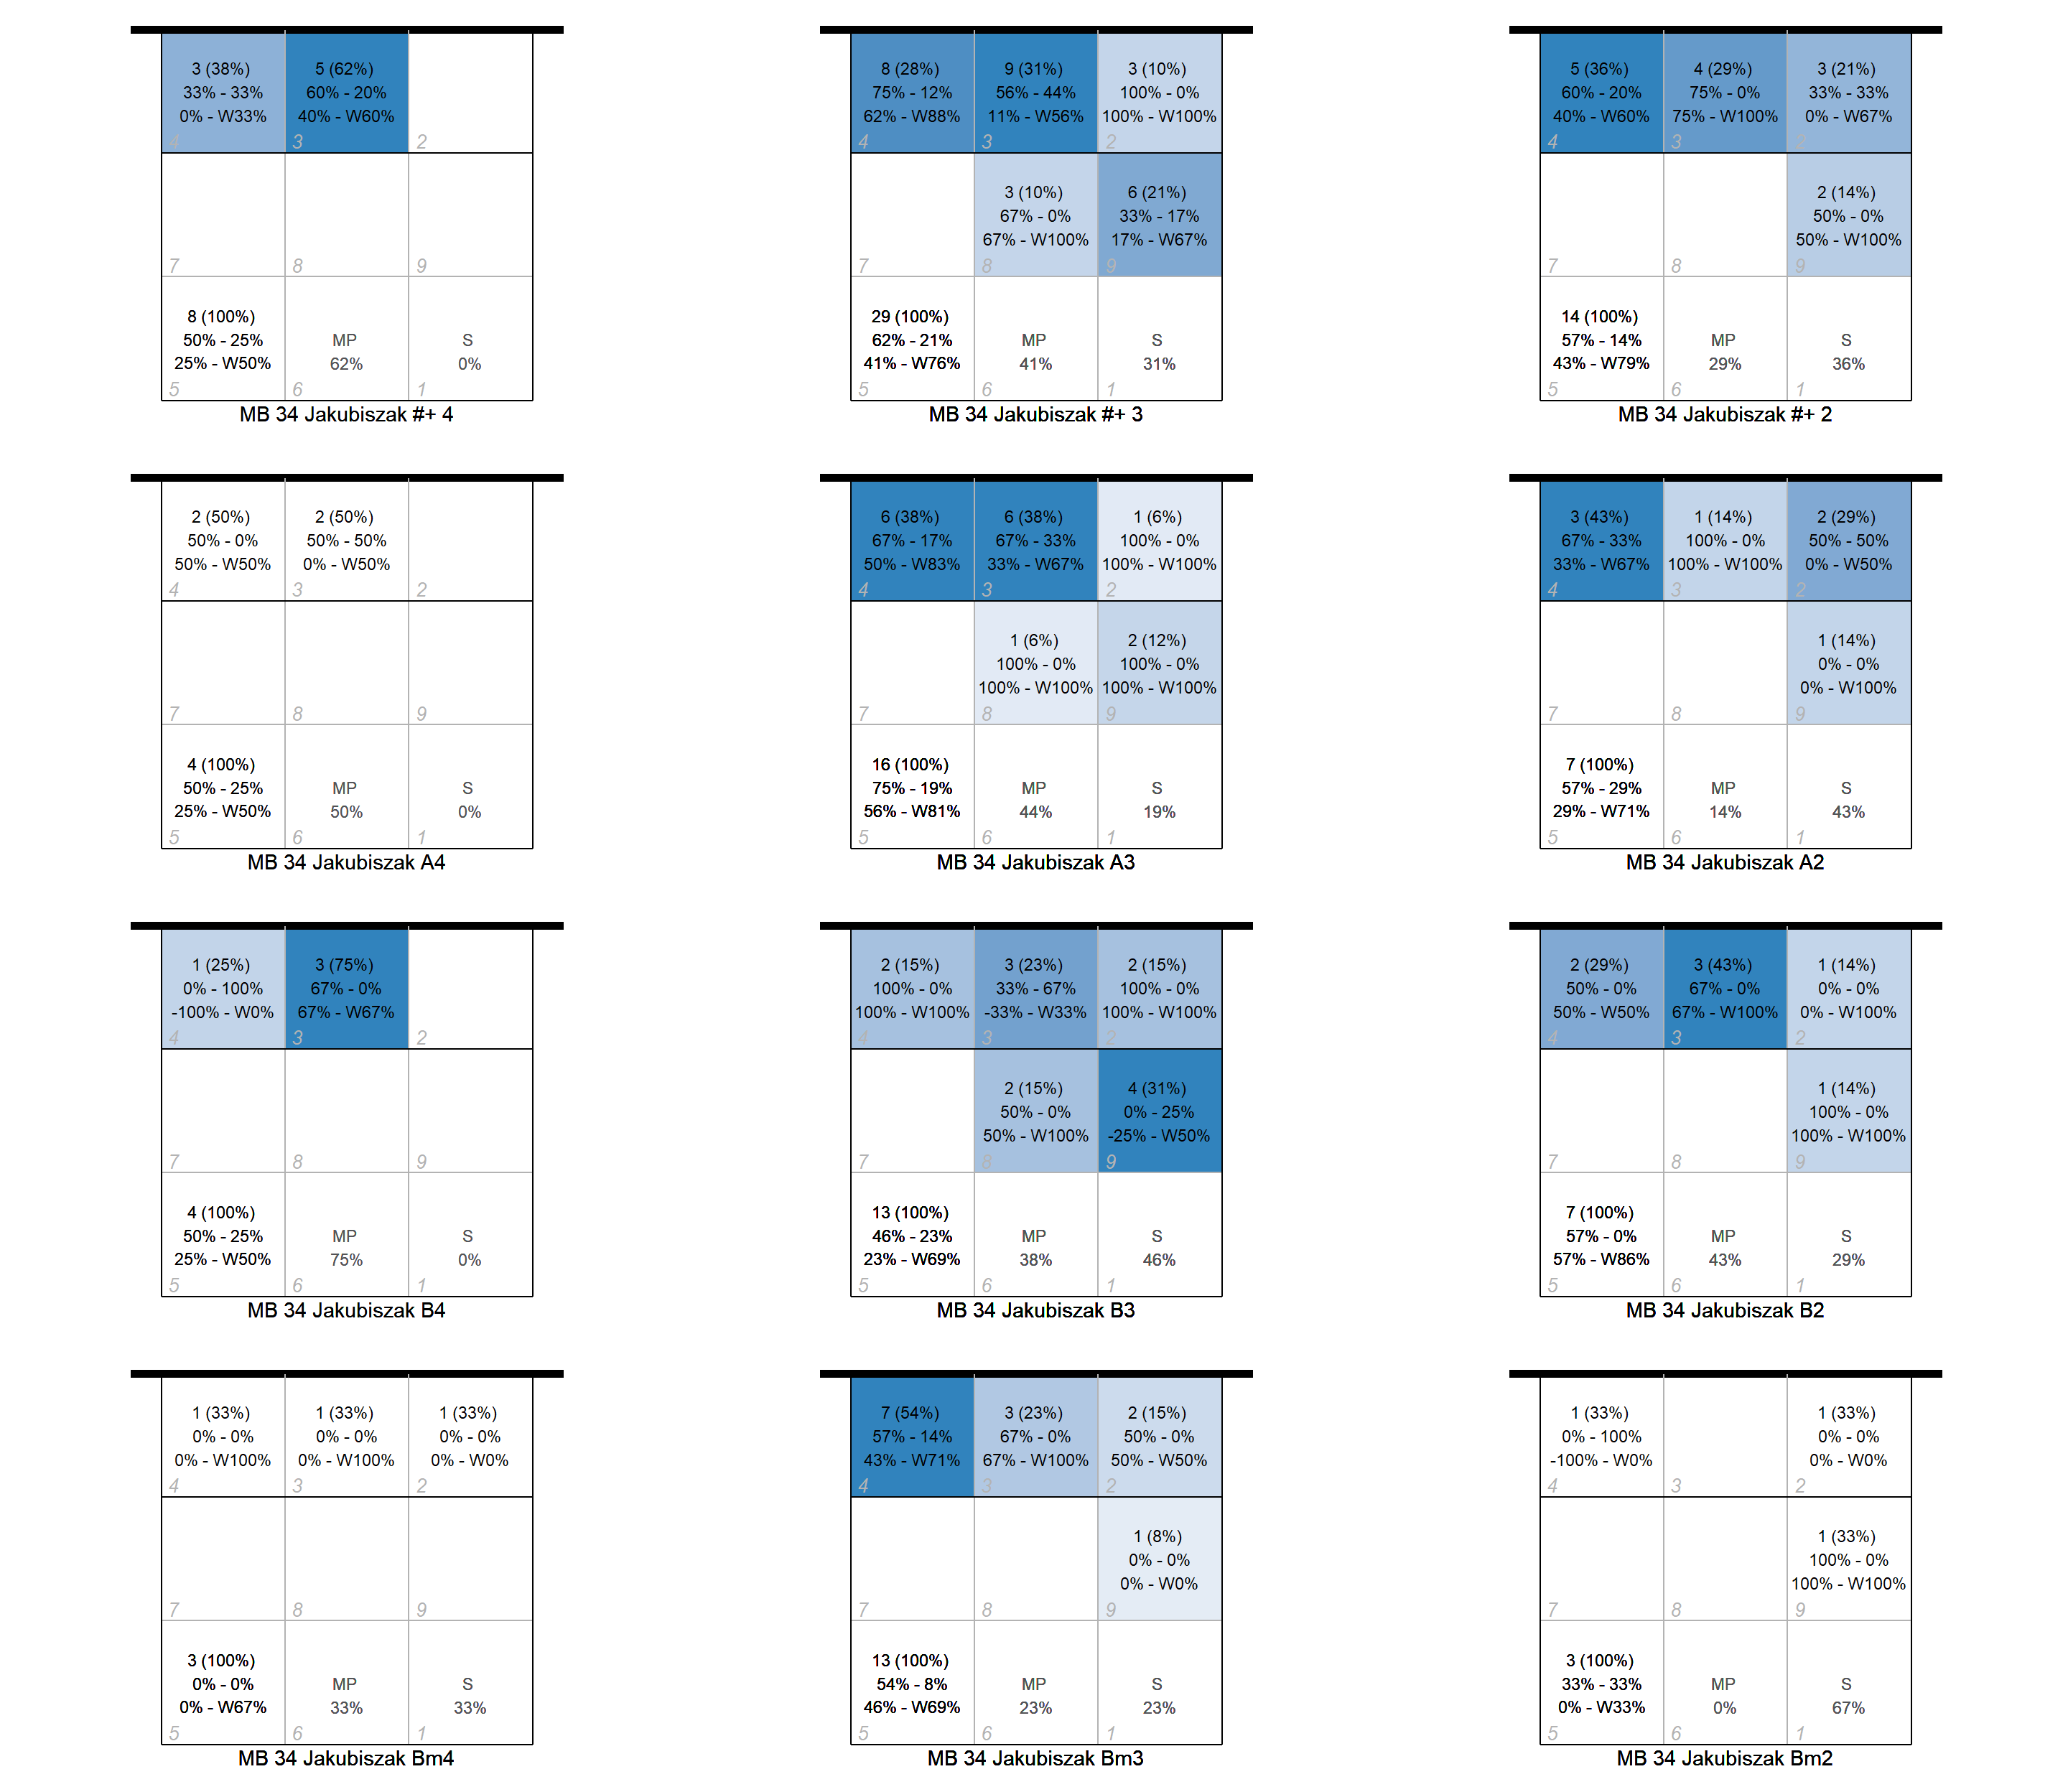 3 (38%)
33% - 33%
0% - W33%
4
5 (62%)
60% - 20%
40% - W60%
3
2
7
8
9
8 (100%)
50% - 25%
25% - W50%
5
MP
62%
6
S
0%
1
MB 34 Jakubiszak #+ 4
8 (28%)
75% - 12%
62% - W88%
4
9 (31%)
56% - 44%
11% - W56%
3
3 (10%)
100% - 0%
100% - W100%
2
7
3 (10%)
67% - 0%
67% - W100%
8
6 (21%)
33% - 17%
17% - W67%
9
29 (100%)
62% - 21%
41% - W76%
5
MP
41%
6
S
31%
1
MB 34 Jakubiszak #+ 3
5 (36%)
60% - 20%
40% - W60%
4
4 (29%)
75% - 0%
75% - W100%
3
3 (21%)
33% - 33%
0% - W67%
2
7
8
2 (14%)
50% - 0%
50% - W100%
9
14 (100%)
57% - 14%
43% - W79%
5
MP
29%
6
S
36%
1
MB 34 Jakubiszak #+ 2
2 (50%)
50% - 0%
50% - W50%
4
2 (50%)
50% - 50%
0% - W50%
3
2
7
8
9
4 (100%)
50% - 25%
25% - W50%
5
MP
50%
6
S
0%
1
MB 34 Jakubiszak A4
6 (38%)
67% - 17%
50% - W83%
4
6 (38%)
67% - 33%
33% - W67%
3
1 (6%)
100% - 0%
100% - W100%
2
7
1 (6%)
100% - 0%
100% - W100%
8
2 (12%)
100% - 0%
100% - W100%
9
16 (100%)
75% - 19%
56% - W81%
5
MP
44%
6
S
19%
1
MB 34 Jakubiszak A3
3 (43%)
67% - 33%
33% - W67%
4
1 (14%)
100% - 0%
100% - W100%
3
2 (29%)
50% - 50%
0% - W50%
2
7
8
1 (14%)
0% - 0%
0% - W100%
9
7 (100%)
57% - 29%
29% - W71%
5
MP
14%
6
S
43%
1
MB 34 Jakubiszak A2
1 (25%)
0% - 100%
-100% - W0%
4
3 (75%)
67% - 0%
67% - W67%
3
2
7
8
9
4 (100%)
50% - 25%
25% - W50%
5
MP
75%
6
S
0%
1
MB 34 Jakubiszak B4
2 (15%)
100% - 0%
100% - W100%
4
3 (23%)
33% - 67%
-33% - W33%
3
2 (15%)
100% - 0%
100% - W100%
2
7
2 (15%)
50% - 0%
50% - W100%
8
4 (31%)
0% - 25%
-25% - W50%
9
13 (100%)
46% - 23%
23% - W69%
5
MP
38%
6
S
46%
1
MB 34 Jakubiszak B3
2 (29%)
50% - 0%
50% - W50%
4
3 (43%)
67% - 0%
67% - W100%
3
1 (14%)
0% - 0%
0% - W100%
2
7
8
1 (14%)
100% - 0%
100% - W100%
9
7 (100%)
57% - 0%
57% - W86%
5
MP
43%
6
S
29%
1
MB 34 Jakubiszak B2
1 (33%)
0% - 0%
0% - W100%
4
1 (33%)
0% - 0%
0% - W100%
3
1 (33%)
0% - 0%
0% - W0%
2
7
8
9
3 (100%)
0% - 0%
0% - W67%
5
MP
33%
6
S
33%
1
MB 34 Jakubiszak Bm4
7 (54%)
57% - 14%
43% - W71%
4
3 (23%)
67% - 0%
67% - W100%
3
2 (15%)
50% - 0%
50% - W50%
2
7
8
1 (8%)
0% - 0%
0% - W0%
9
13 (100%)
54% - 8%
46% - W69%
5
MP
23%
6
S
23%
1
MB 34 Jakubiszak Bm3
1 (33%)
0% - 100%
-100% - W0%
4
3
1 (33%)
0% - 0%
0% - W0%
2
7
8
1 (33%)
100% - 0%
100% - W100%
9
3 (100%)
33% - 33%
0% - W33%
5
MP
0%
6
S
67%
1
MB 34 Jakubiszak Bm2